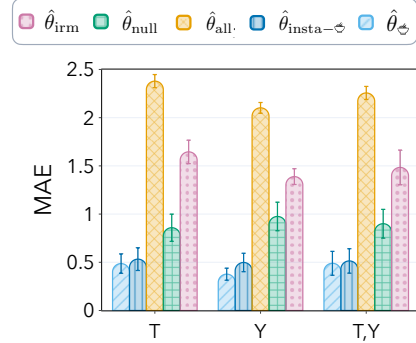 θ̂irm θ̂null θ̂all. θ̂insta−🍜 θ̂🍜
2.5
2
1.5
1
0.5
0
MAE
T Y T,Y